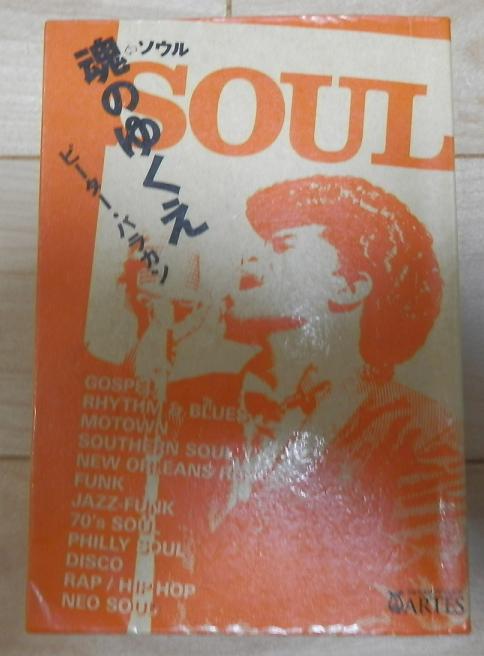 魂のゆくえ
ソウル
SOUL
ピーター・バラカン
GOSPEL
RHYTHM & BLUES
MOTOWN
SOUTHERN SOUL
NEW ORLEANS R&B
FUNK
JAZZ-FUNK
70's SOUL
PHILLY SOUL
DISCO
RAP / HIP HOP
NEO SOUL
ARTES